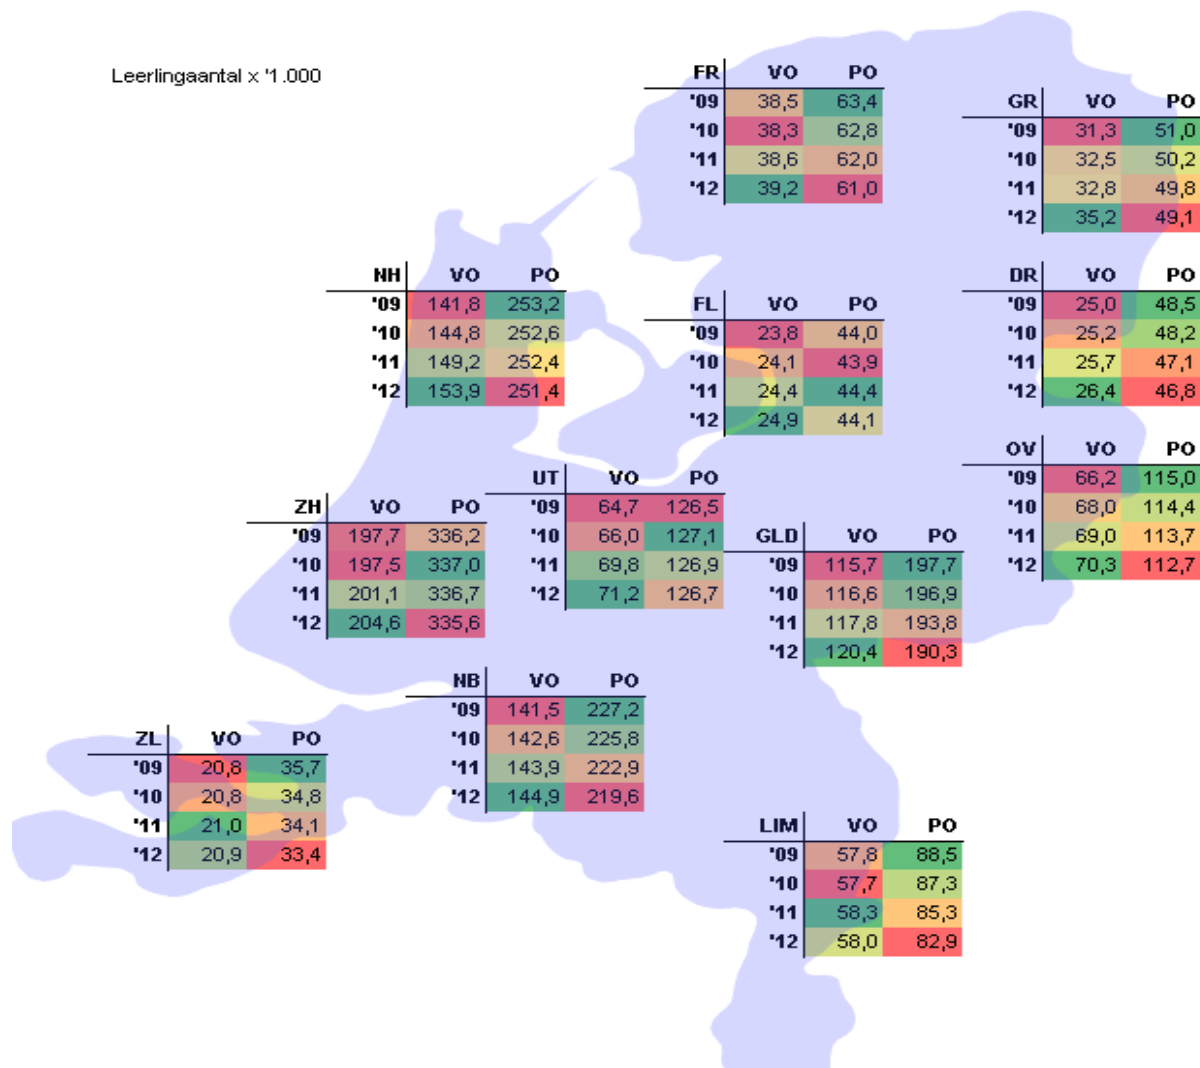 Leerlingaantal x '1.000
FR VO PO
'09 38,5 63,4
'10 38,3 62,8
'11 38,6 62,0
'12 39,2 61,0
GR VO PO
'09 31,3 51,0
'10 32,5 50,2
'11 32,8 49,8
'12 35,2 49,1
NH VO PO
'09 141,8 253,2
'10 144,8 252,6
'11 149,2 252,4
'12 153,9 251,4
FL VO PO
'09 23,8 44,0
'10 24,1 43,9
'11 24,4 44,4
'12 24,9 44,1
DR VO PO
'09 25,0 48,5
'10 25,2 48,2
'11 25,7 47,1
'12 26,4 46,8
OV VO PO
'09 66,2 115,0
'10 68,0 114,4
'11 69,0 113,7
'12 70,3 112,7
UT VO PO
'09 64,7 126,5
'10 66,0 127,1
'11 69,8 126,9
'12 71,2 126,7
ZH VO PO
'09 197,7 336,2
'10 197,5 337,0
'11 201,1 336,7
'12 204,6 335,6
GLD VO PO
'09 115,7 197,7
'10 116,6 196,9
'11 117,8 193,8
'12 120,4 190,3
NB VO PO
'09 141,5 227,2
'10 142,6 225,8
'11 143,9 222,9
'12 144,9 219,6
ZL VO PO
'09 20,8 35,7
'10 20,8 34,8
'11 21,0 34,1
'12 20,9 33,4
LIM VO PO
'09 57,8 88,5
'10 57,7 87,3
'11 58,3 85,3
'12 58,0 82,9